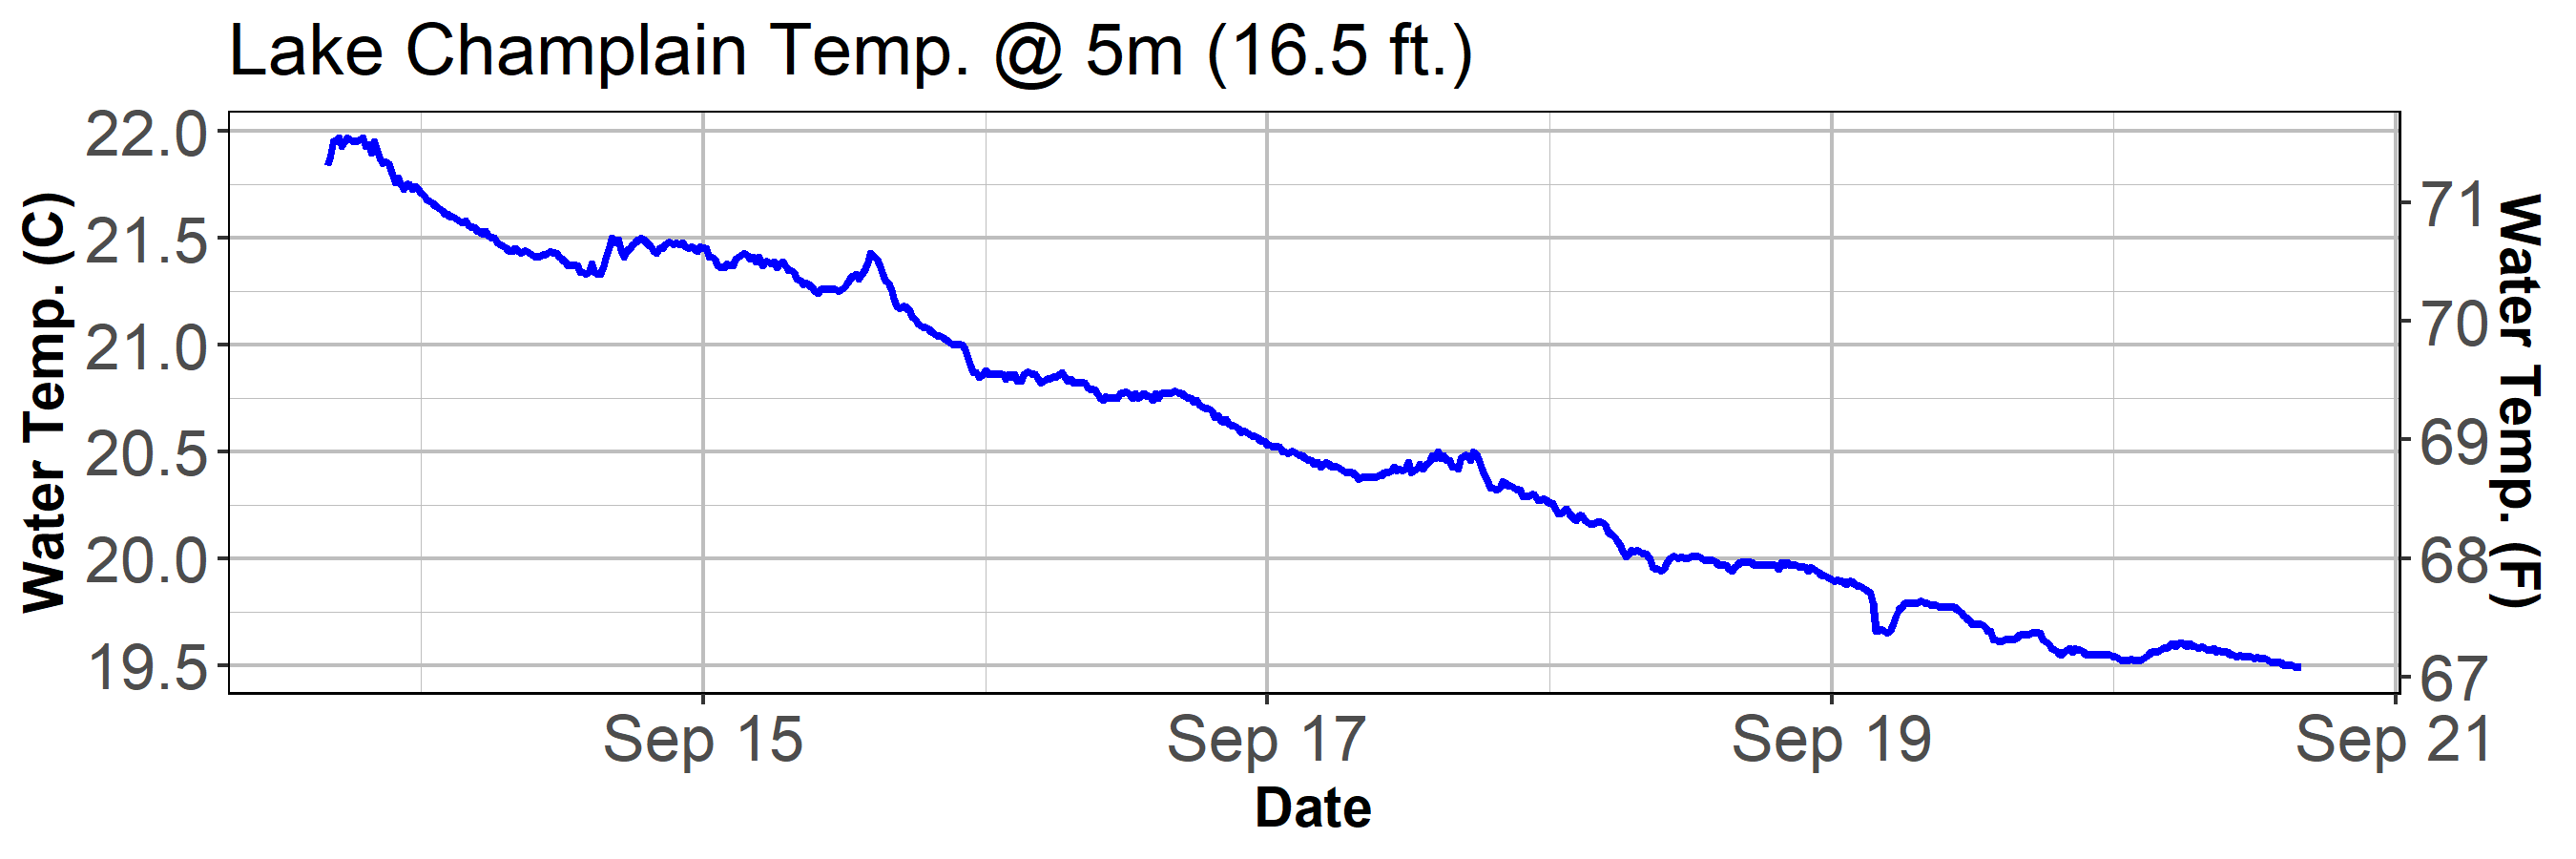 Lake Champlain Temp. @ 5m (16.5 ft.)
Water Temp. (C)
22.0
21.5
21.0
20.5
20.0
19.5
71
70
69
68
67
Water Temp. (F)
Sep 15
Sep 17
Sep 19
Sep 21
Date